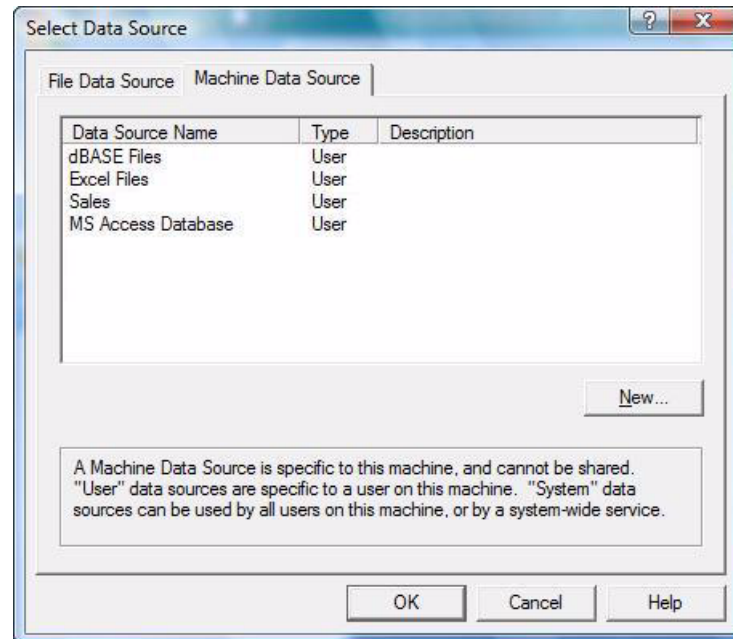 Select Data Source
File Data Source Machine Data Source
Data Source Name Type Description
dBASE Files User
Excel Files User
Sales User
MS Access Database User
New...
A Machine Data Source is specific to this machine, and cannot be shared.
"User" data sources are specific to a user on this machine. "System" data
sources can be used by all users on this machine, or by a system-wide service.
OK Cancel Help